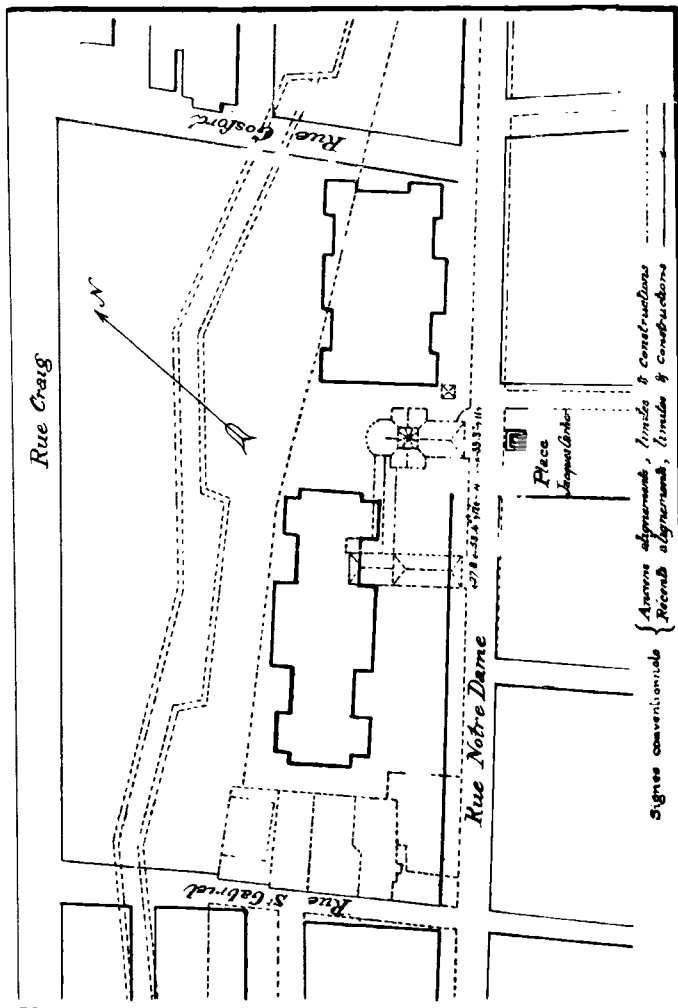 Rue Craig
N
Rue Gosford
Rue St Gabriel
Rue Notre Dame
Place
Jacques Cartier
Signes conventionnels { Anciens alignements, limites & Constructions
Récents alignements, limites & Constructions